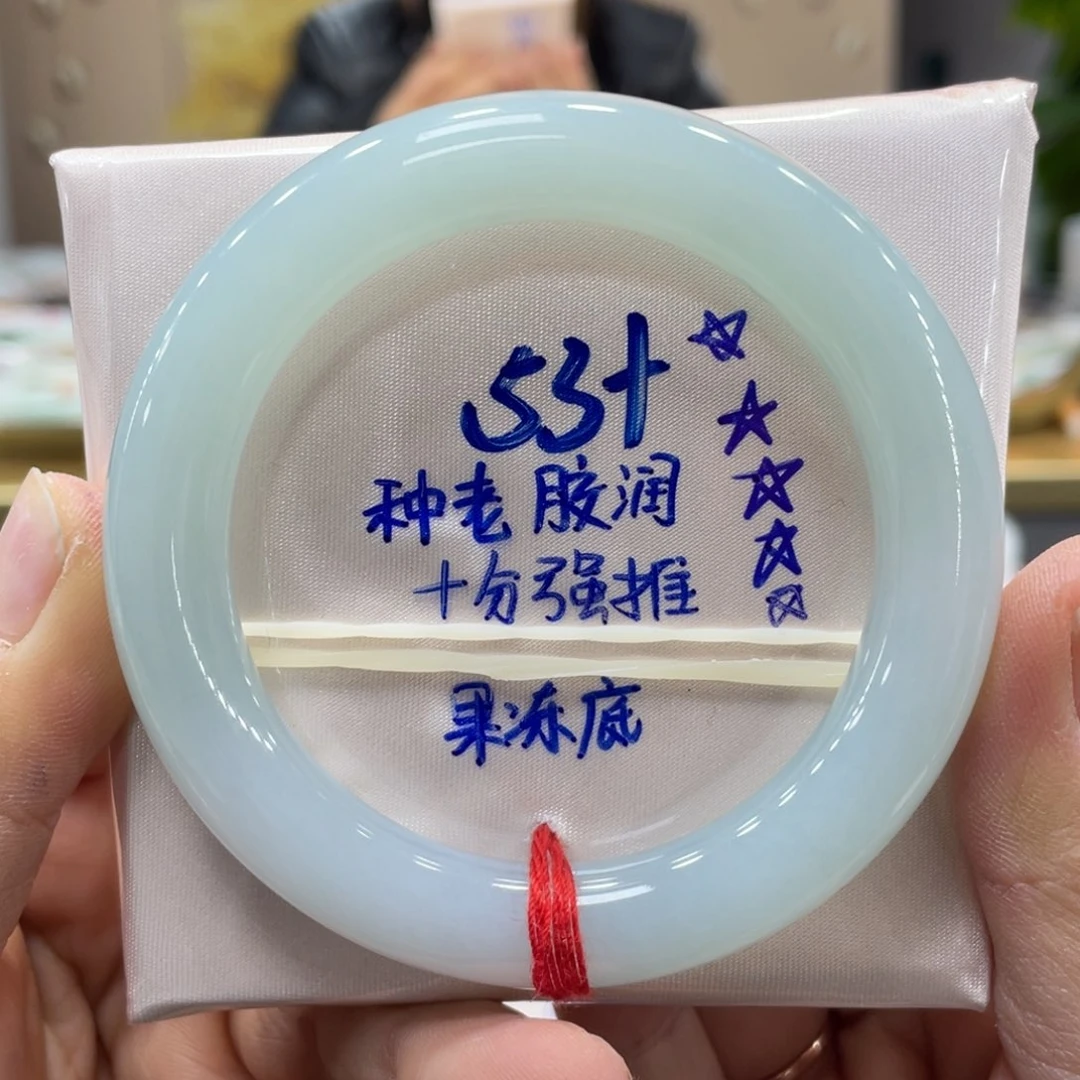 53+
种老 胶润
十分强推
果冻底